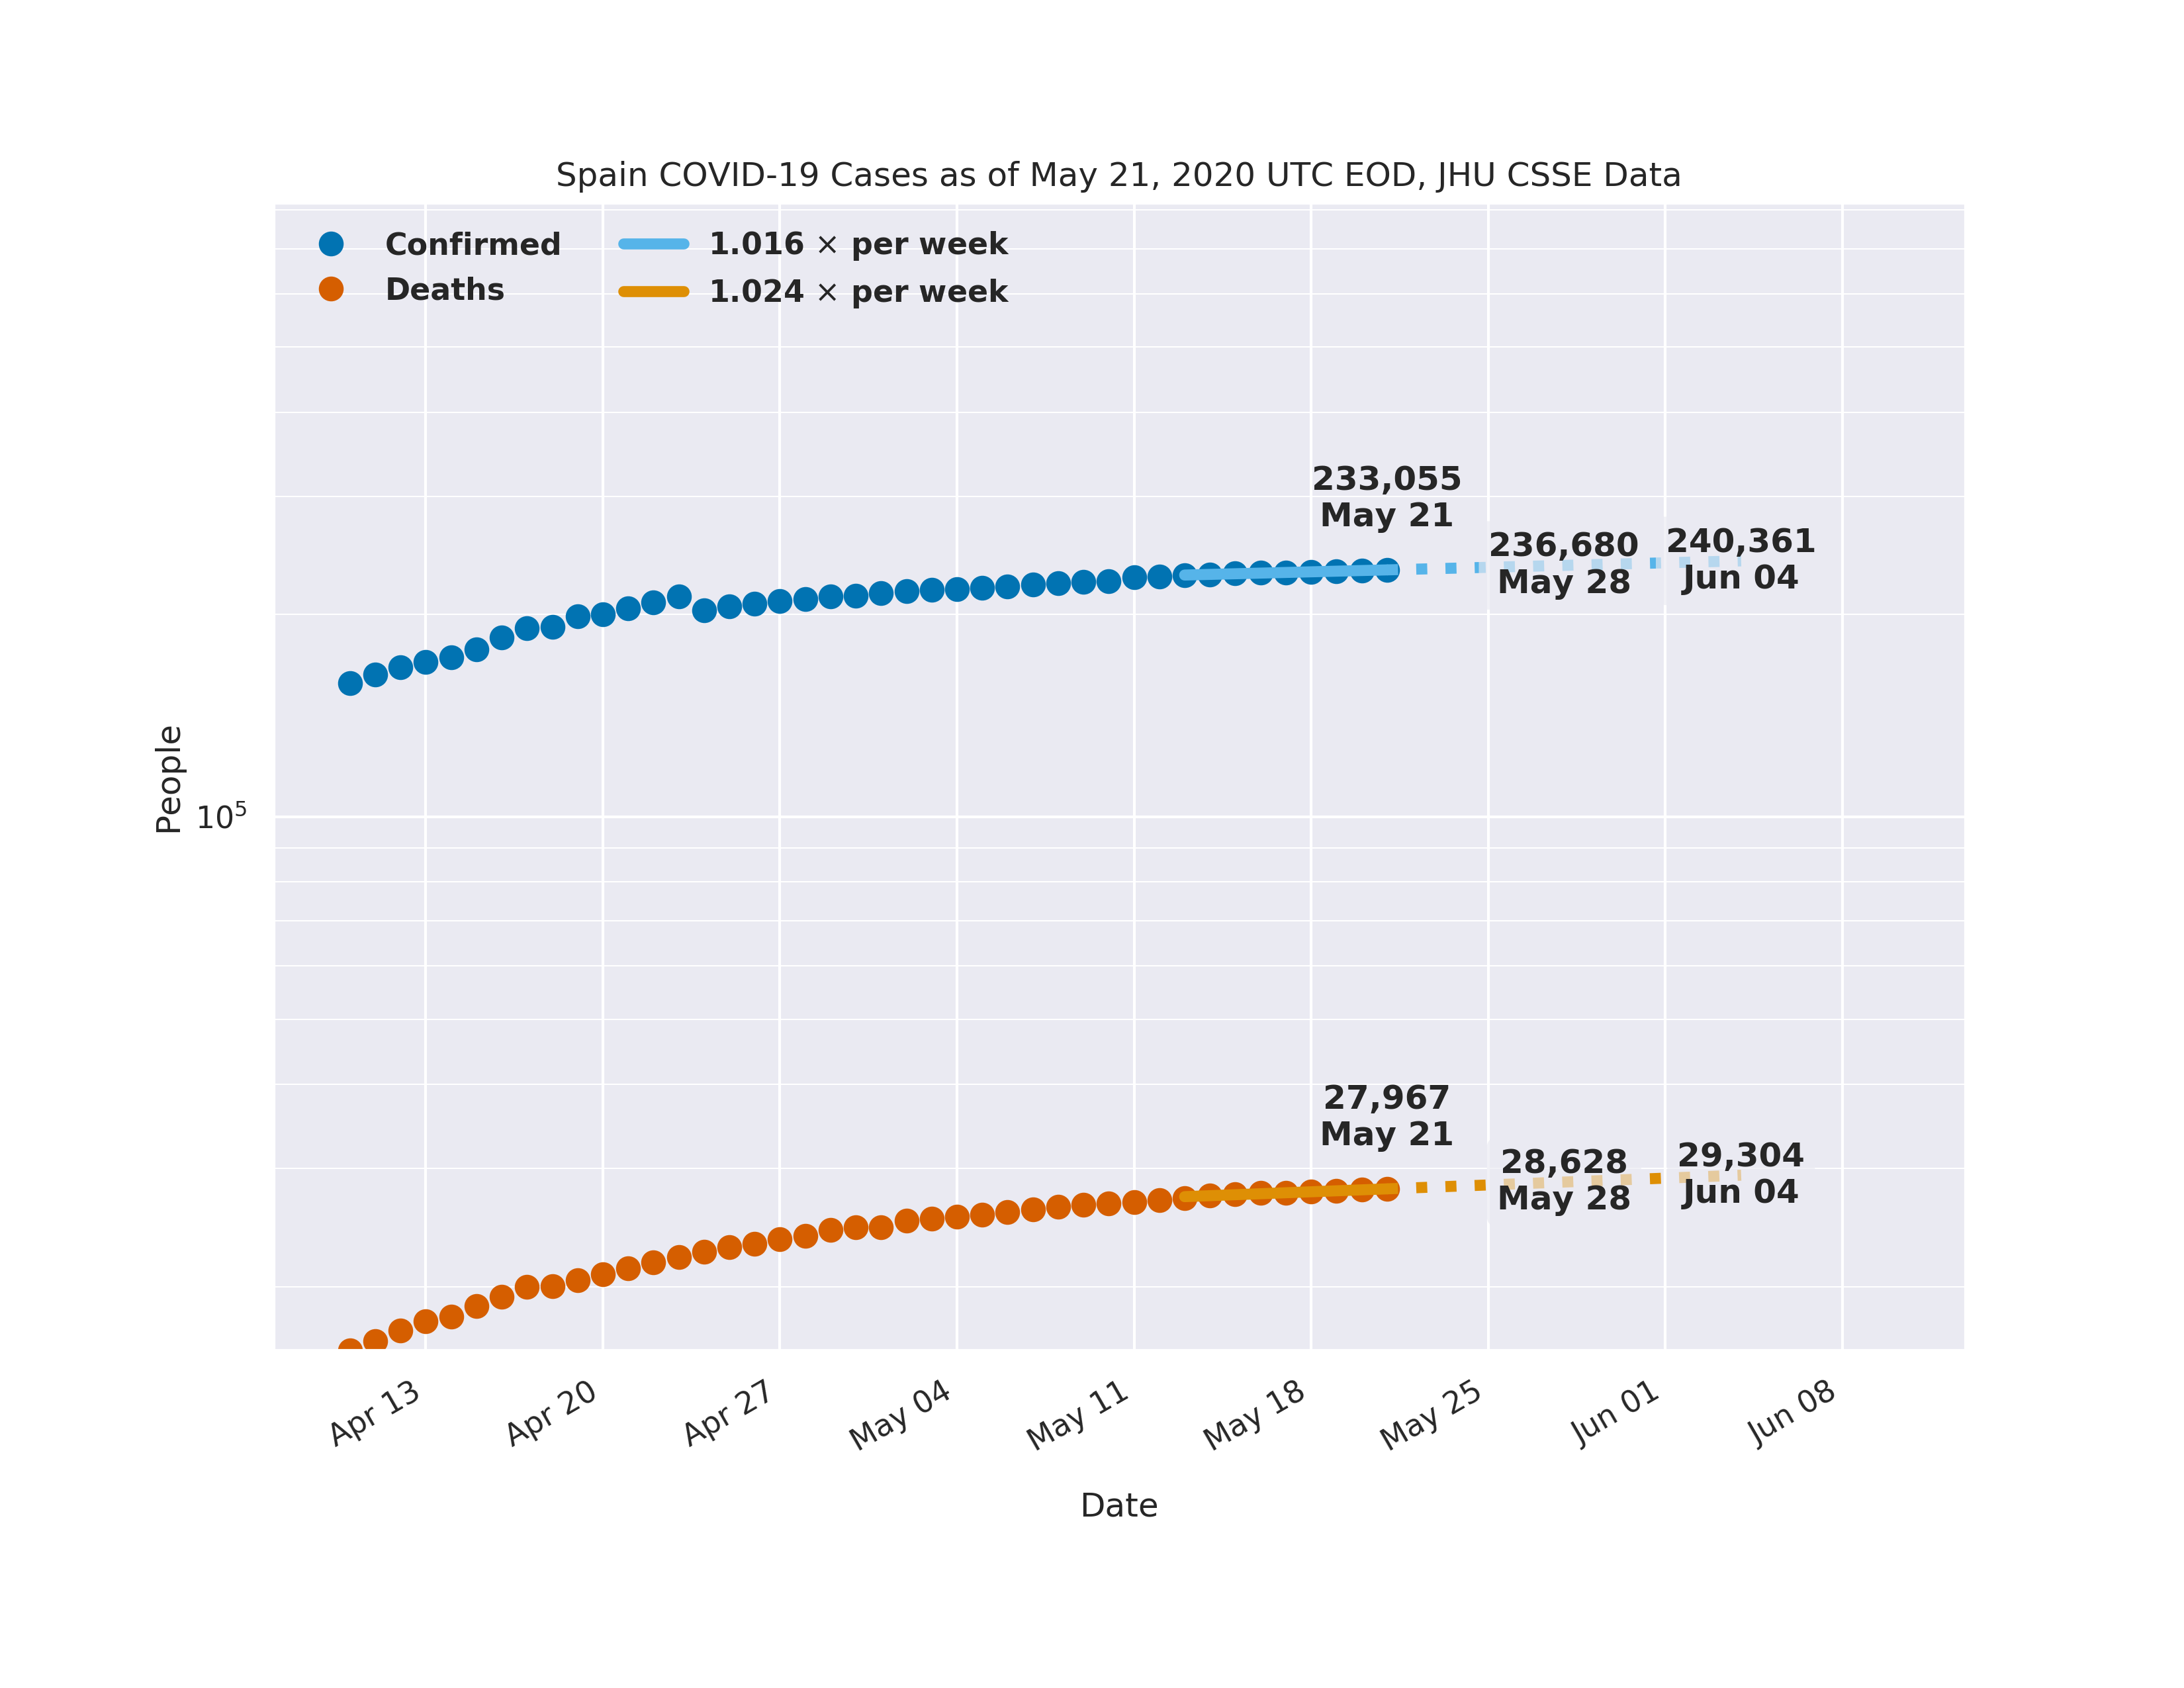 Spain COVID-19 Cases as of May 21, 2020 UTC EOD, JHU CSSE Data
Confirmed
Deaths
1.016 × per week
1.024 × per week
233,055
May 21
236,680
May 28
240,361
Jun 04
People
10⁵
27,967
May 21
28,628
May 28
29,304
Jun 04
Apr 13
Apr 20
Apr 27
May 04
May 11
May 18
May 25
Jun 01
Jun 08
Date